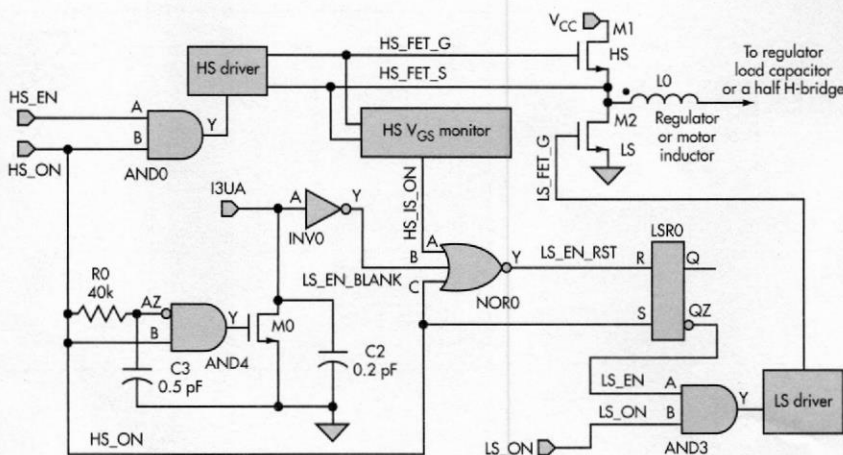 V_CC
M1
HS
HS_FET_G
HS_FET_S
HS driver
To regulator
load capacitor
or a half H-bridge
L0
HS_EN
A
Y
B
HS_ON
AND0
HS V_GS monitor
M2
LS
LS_FET_G
Regulator
or motor
inductor
I3UA
A
Y
INV0
HS_IS_ON
LSR0
A
B
C
Y
LS_EN_RST
R
Q
LS_EN_BLANK
NOR0
R0
40k
AZ
B
Y
M0
AND4
S
QZ
C3
0.5 pF
C2
0.2 pF
LS_EN
A
Y
LS driver
HS_ON
LS_ON
B
LS_ON
AND3